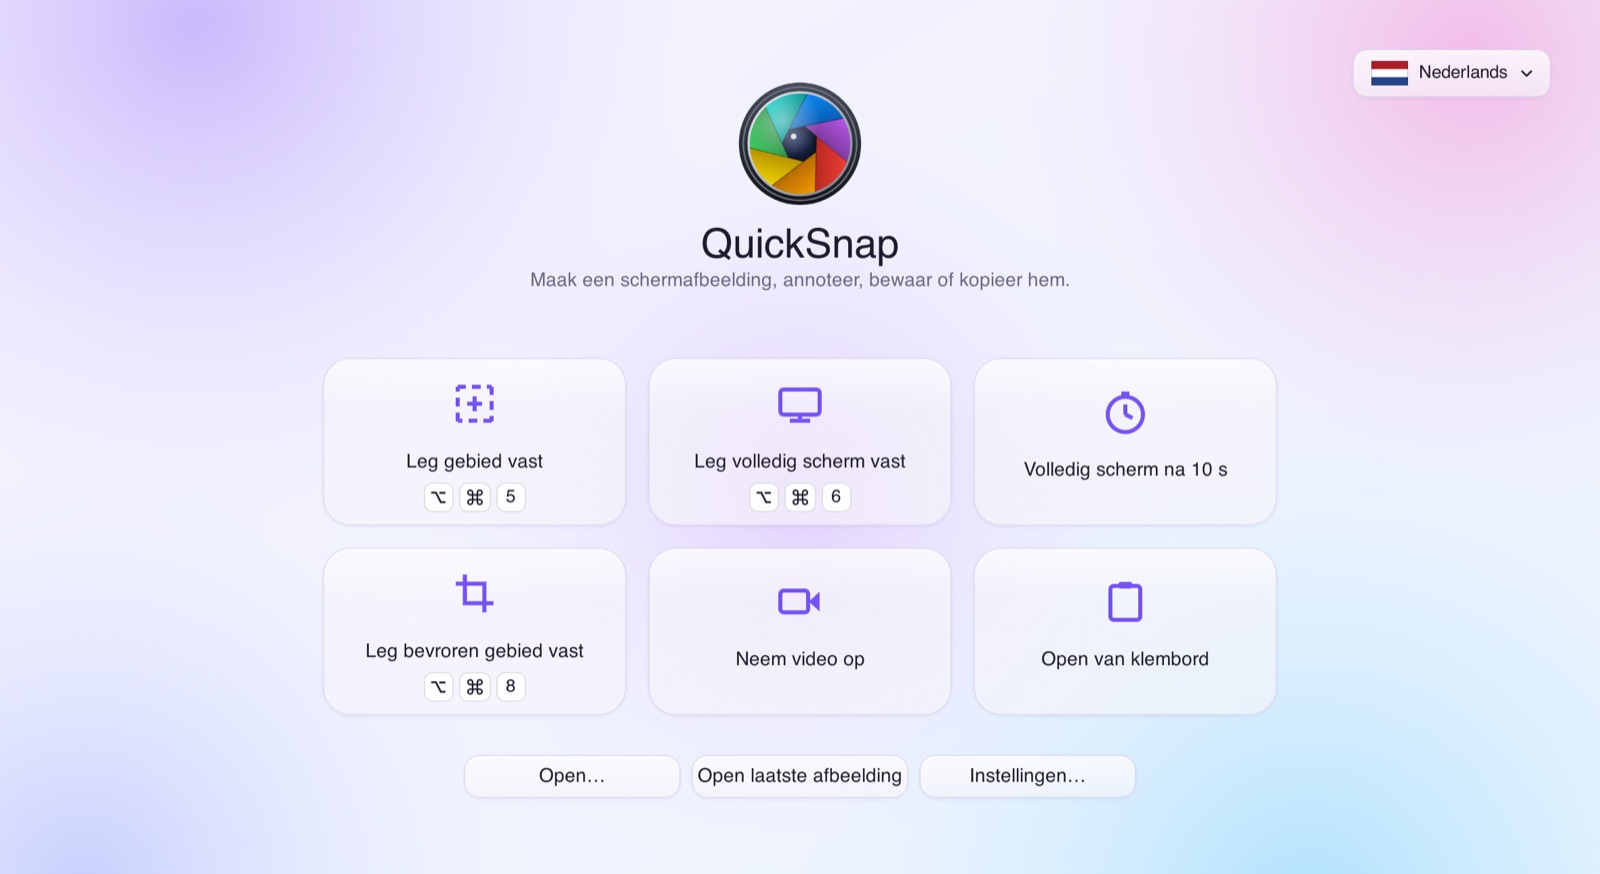 Nederlands
QuickSnap
Maak een schermafbeelding, annoteer, bewaar of kopieer hem.
Leg gebied vast
⌥ ⌘ 5
Leg volledig scherm vast
⌥ ⌘ 6
Volledig scherm na 10 s
Leg bevroren gebied vast
⌥ ⌘ 8
Neem video op
Open van klembord
Open…
Open laatste afbeelding
Instellingen…